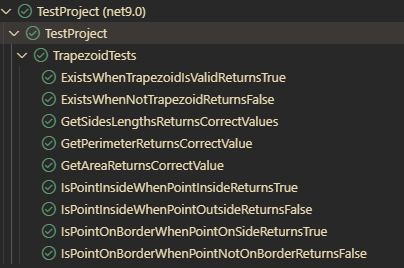 TestProject (net9.0)
TestProject
TrapezoidTests
ExistsWhenTrapezoidIsValidReturnsTrue
ExistsWhenNotTrapezoidReturnsFalse
GetSidesLengthsReturnsCorrectValues
GetPerimeterReturnsCorrectValue
GetAreaReturnsCorrectValue
IsPointInsideWhenPointInsideReturnsTrue
IsPointInsideWhenPointOutsideReturnsFalse
IsPointOnBorderWhenPointOnSideReturnsTrue
IsPointOnBorderWhenPointNotOnBorderReturnsFalse